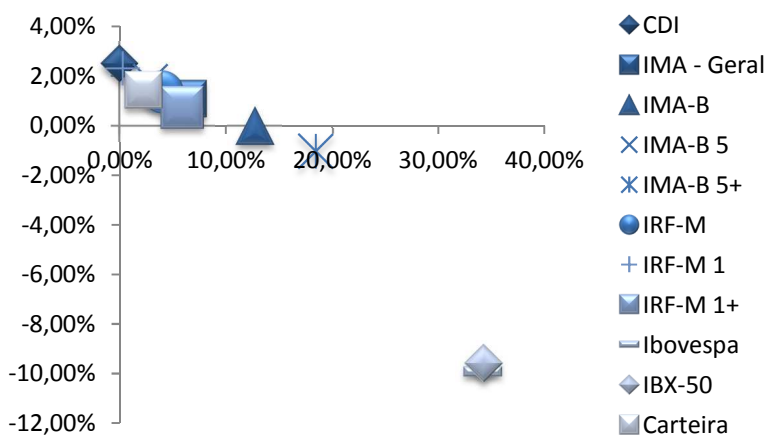 4,00%
2,00%
0,00%
0,00% 10,00% 20,00% 30,00% 40,00%
-2,00%
-4,00%
-6,00%
-8,00%
-10,00%
-12,00%
CDI
IMA - Geral
IMA-B
IMA-B 5
IMA-B 5+
IRF-M
IRF-M 1
IRF-M 1+
Ibovespa
IBX-50
Carteira